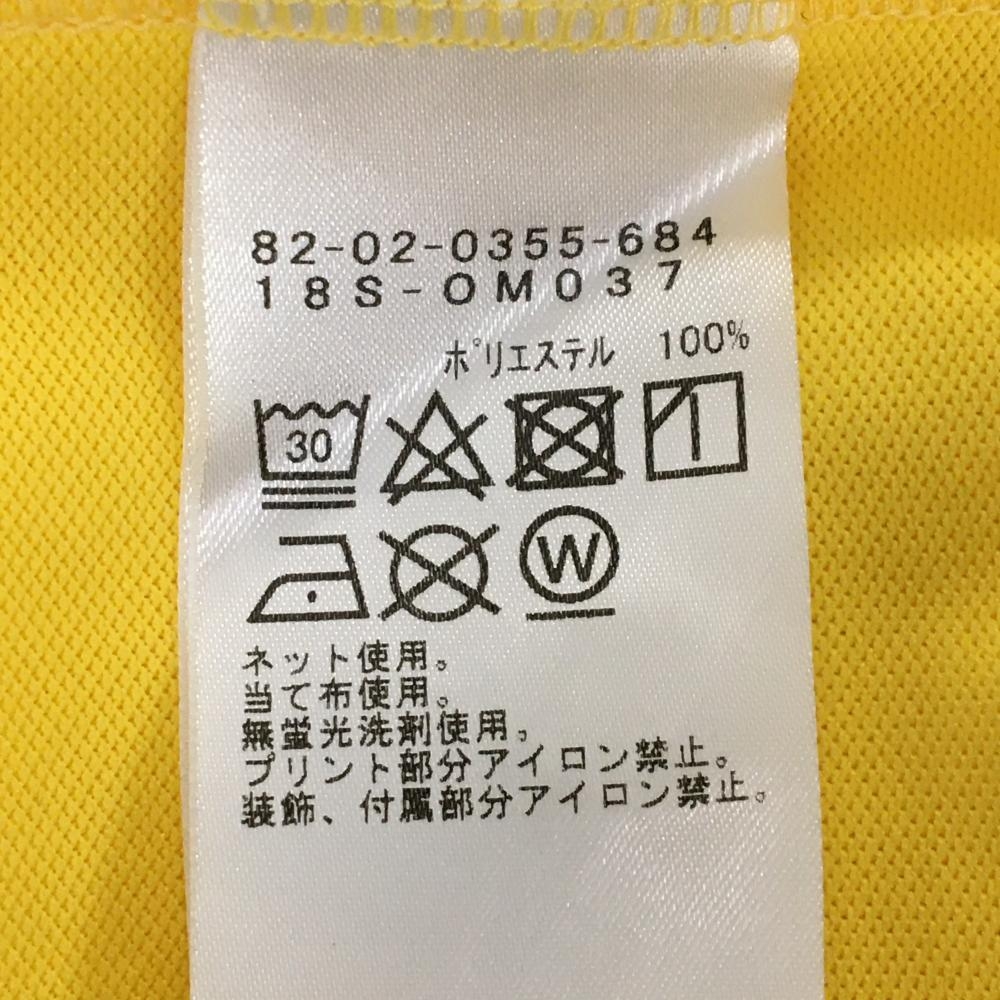 82-02-0355-684
18S-OM037
ポリエステル 100%
30
W
ネット使用。
当て布使用。
無蛍光洗剤使用。
プリント部分アイロン禁止。
装飾、付属部分アイロン禁止。